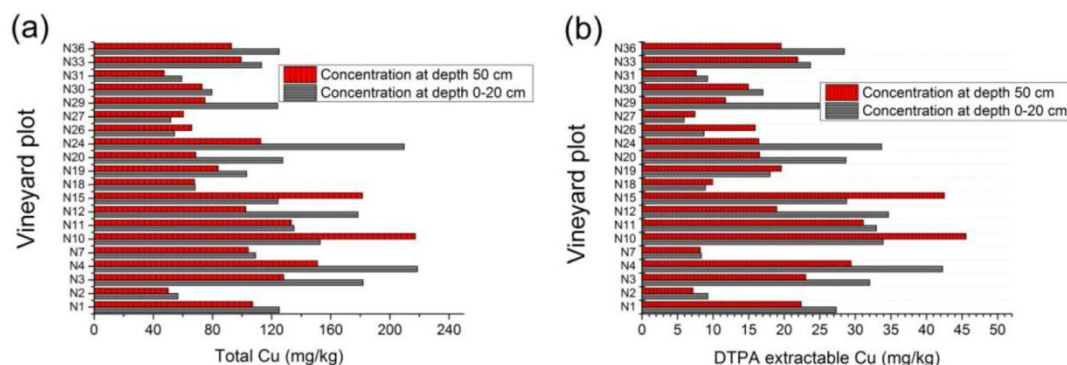 (a)
Vineyard plot
N36
N33
N31
N30
N29
N27
N26
N24
N20
N19
N18
N15
N12
N11
N10
N7
N4
N3
N2
N1
Concentration at depth 50 cm
Concentration at depth 0-20 cm
0 40 80 120 160 200 240
Total Cu (mg/kg)
(b)
Vineyard plot
N36
N33
N31
N30
N29
N27
N26
N24
N20
N19
N18
N15
N12
N11
N10
N7
N4
N3
N2
N1
Concentration at depth 50 cm
Concentration at depth 0-20 cm
0 5 10 15 20 25 30 35 40 45 50
DTPA extractable Cu (mg/kg)